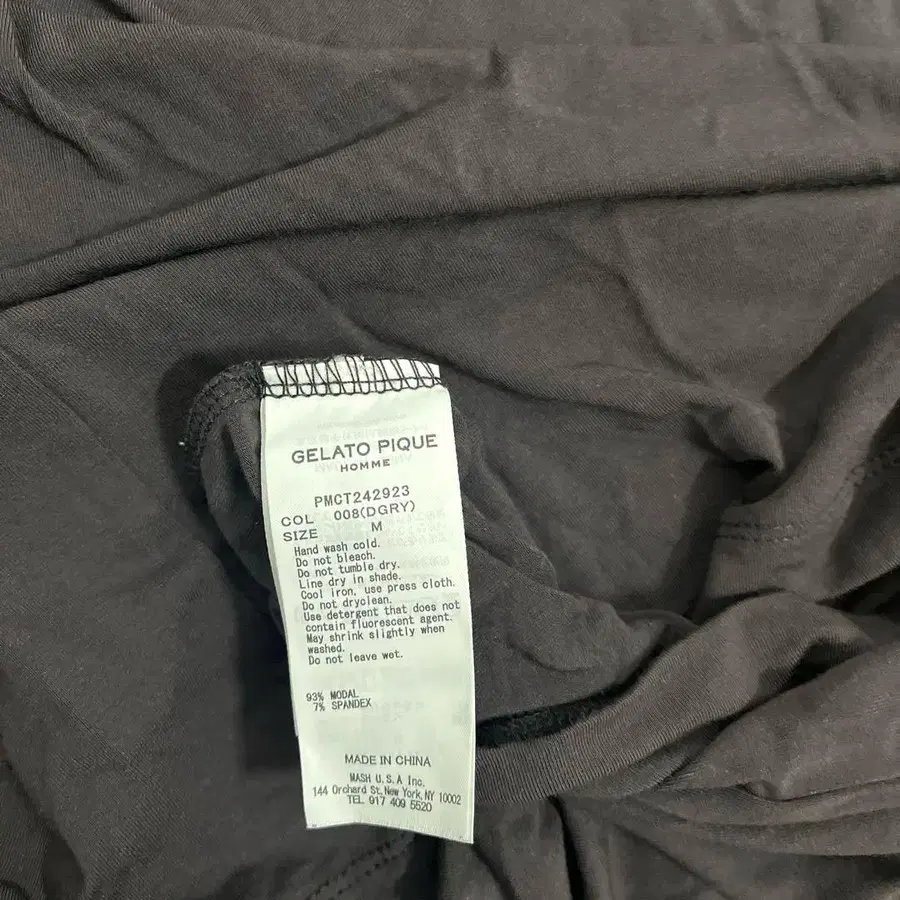 GELATO PIQUE
HOMME
PMCT242923
COL 008(DGRY)
SIZE M
Hand wash cold.
Do not bleach.
Do not tumble dry.
Line dry in shade.
Cool iron, use press cloth.
Do not dryclean.
Use detergent that does not
contain fluorescent agent.
May shrink slightly when
washed.
Do not leave wet.
93% MODAL
7% SPANDEX
MADE IN CHINA
MASH U.S.A Inc.
144 Orchard St, New York, NY 10002
TEL 917 409 5520